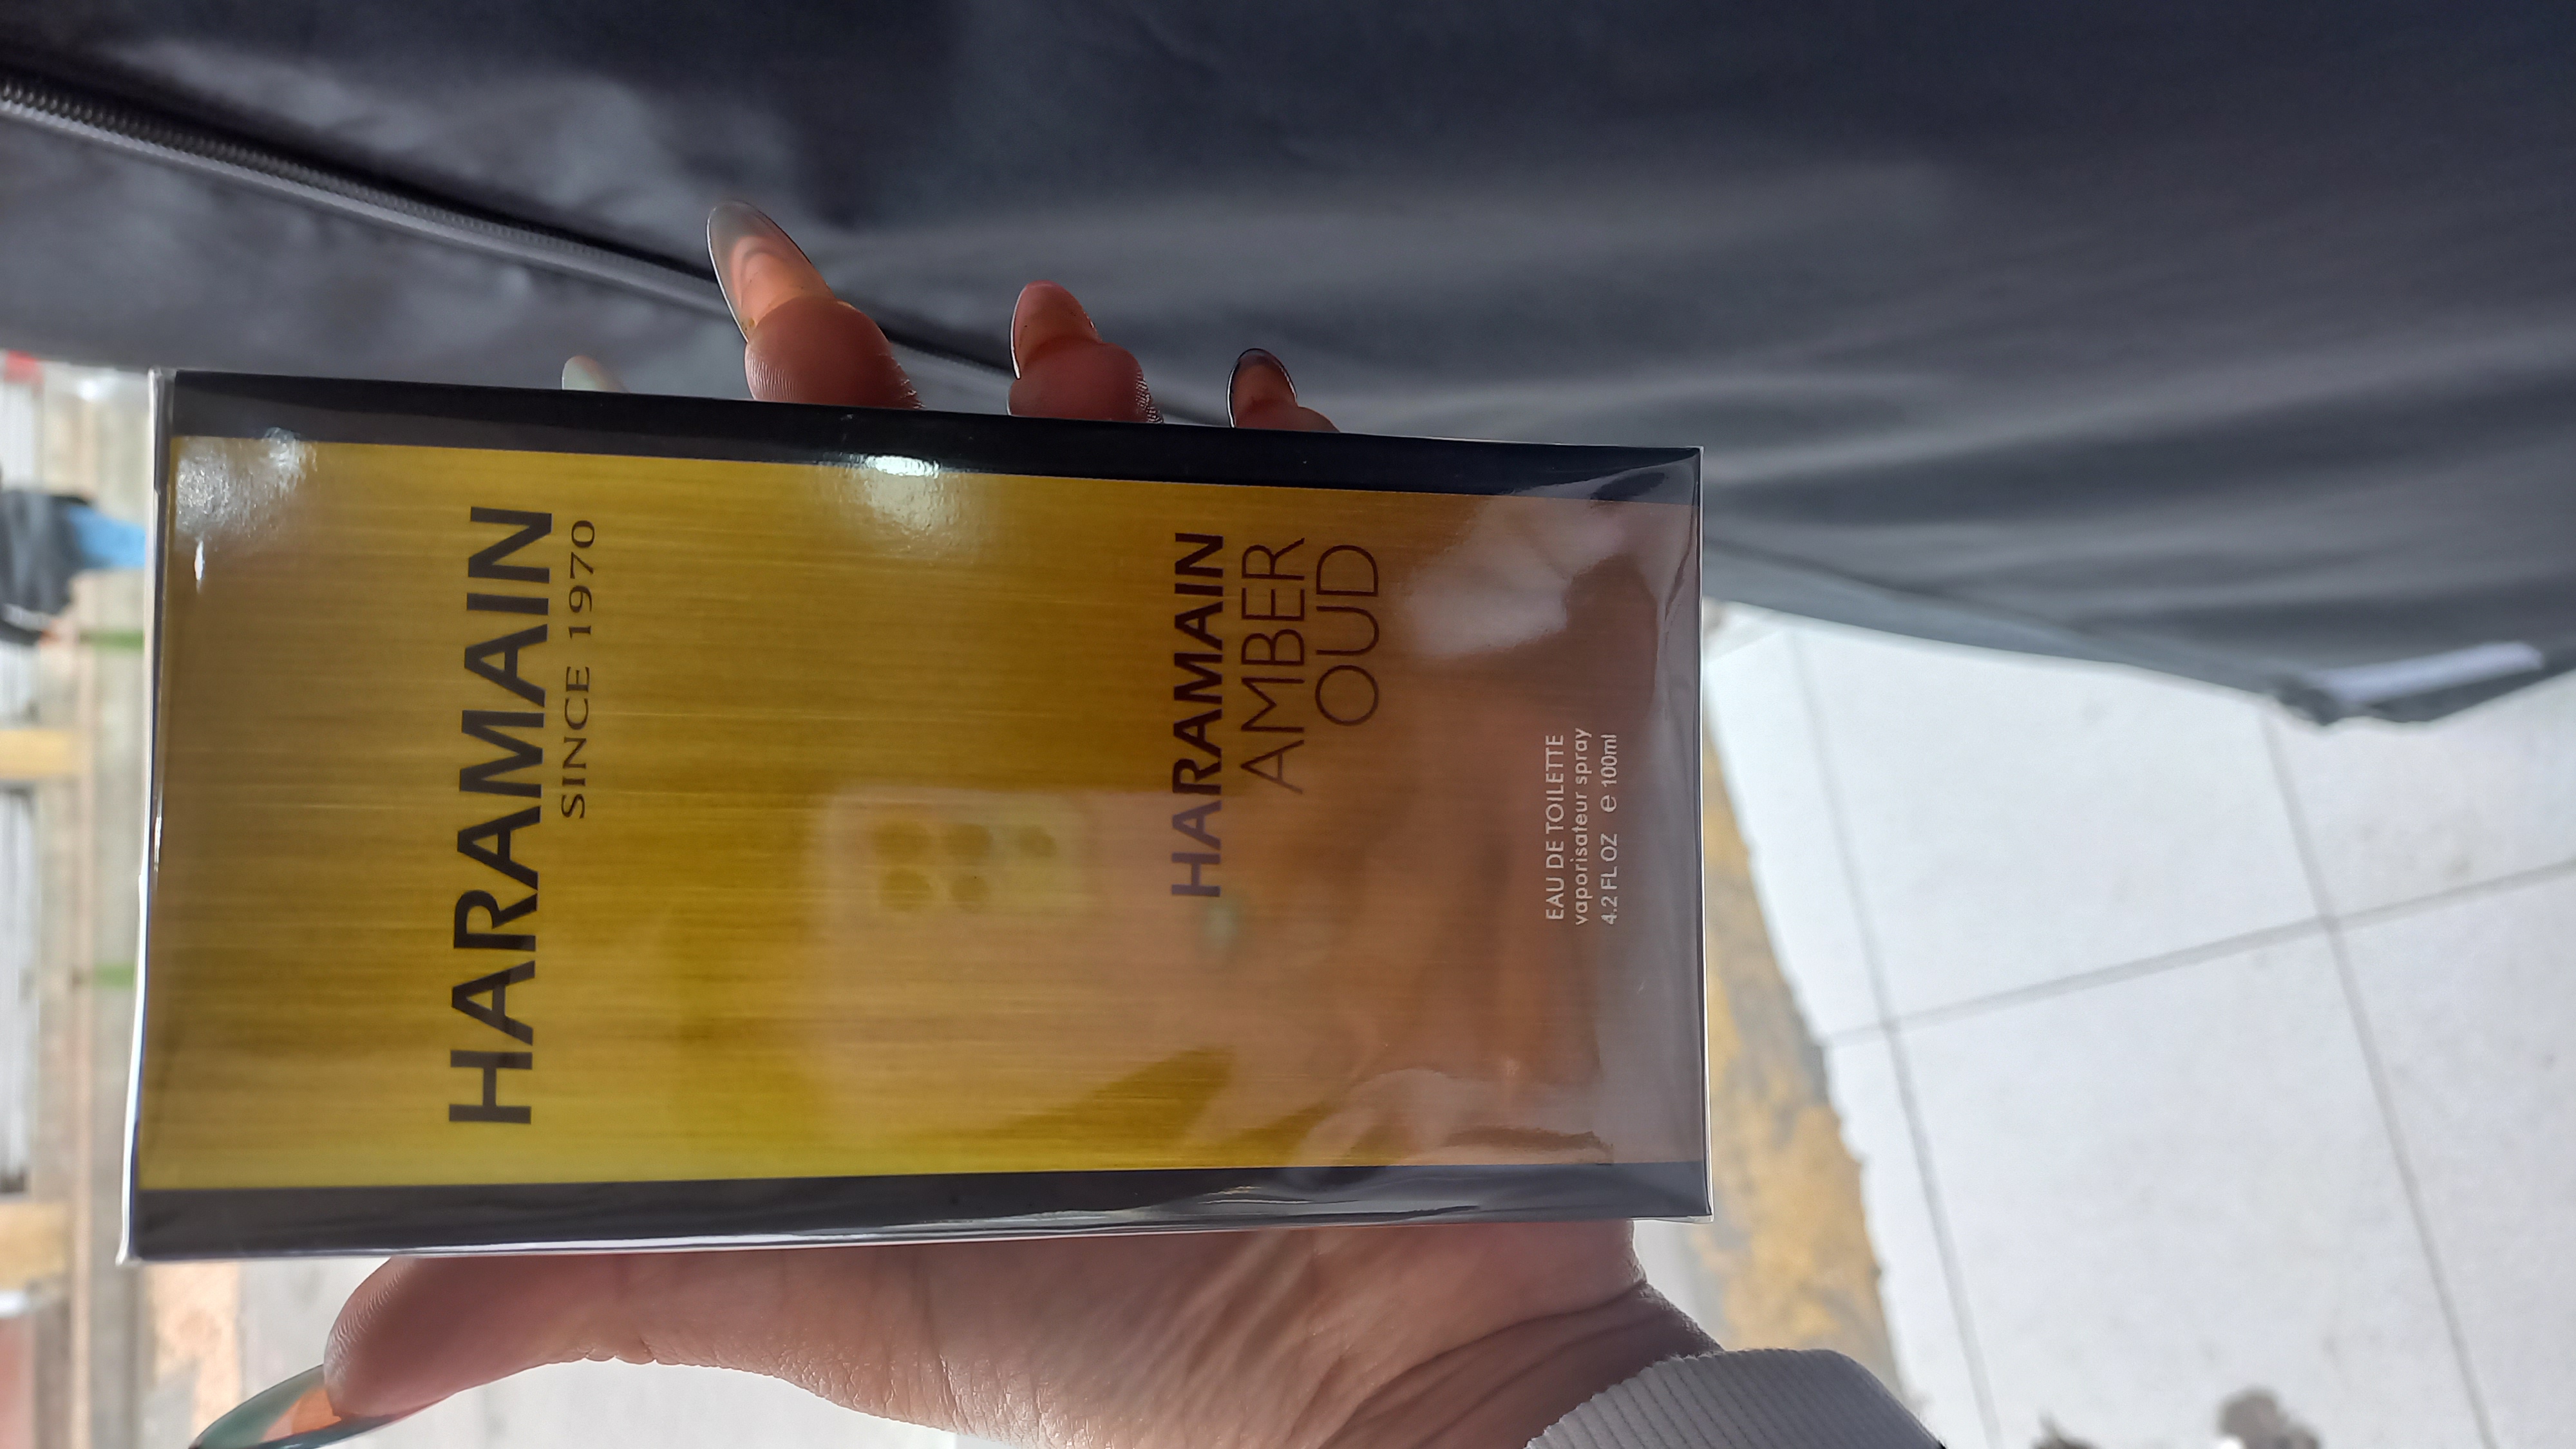 HARAMAIN
SINCE 1970
HARAMAIN
AMBER
OUD
EAU DE TOILETTE
vaporisateur spray
4.2 FL OZ ℮ 100ml